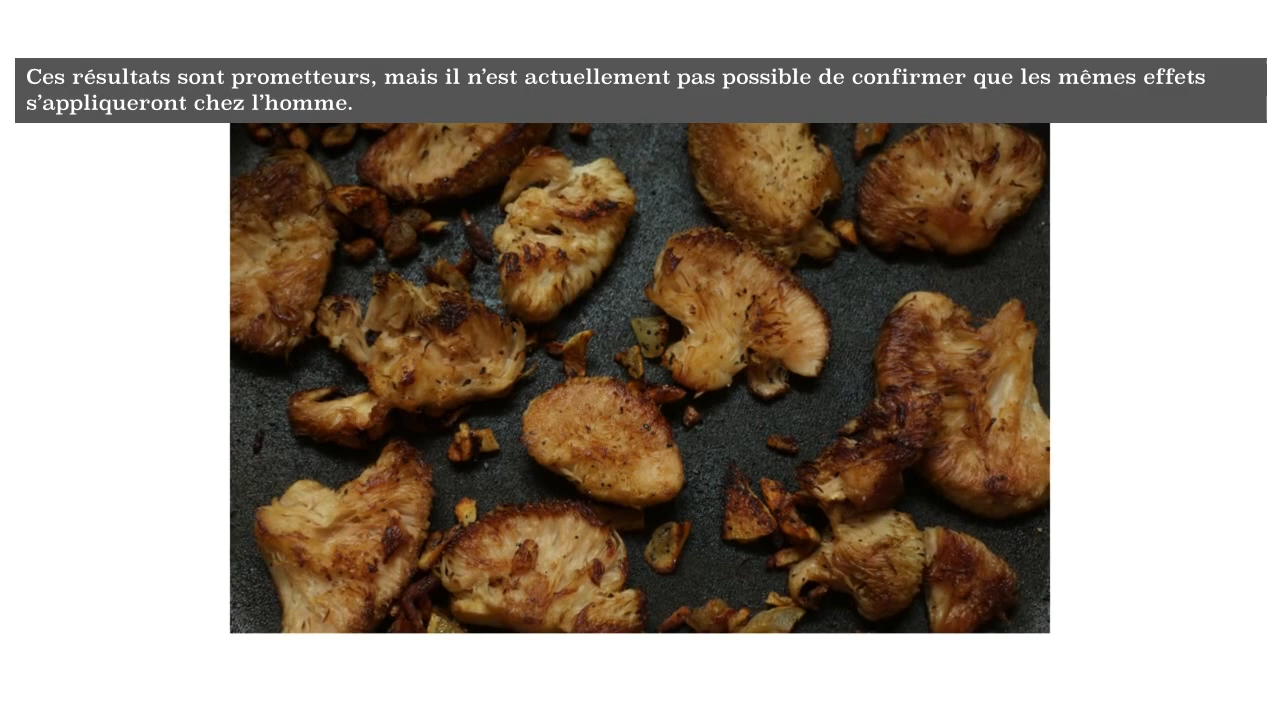 Ces résultats sont prometteurs, mais il n’est actuellement pas possible de confirmer que les mêmes effets
s’appliqueront chez l’homme.